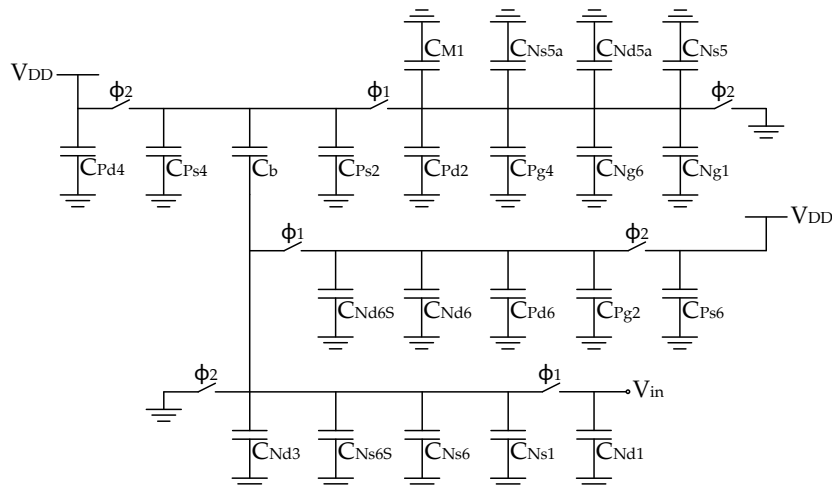 CM1 CNs5a CNd5a CNs5
VDD ϕ2 ϕ1 ϕ2
CPd4 CPs4 Cb CPs2 CPd2 CPg4 CNg6 CNg1
ϕ1 ϕ2 VDD
CNd6S CNd6 CPd6 CPg2 CPs6
ϕ2 ϕ1 Vin
CNd3 CNs6S CNs6 CNs1 CNd1